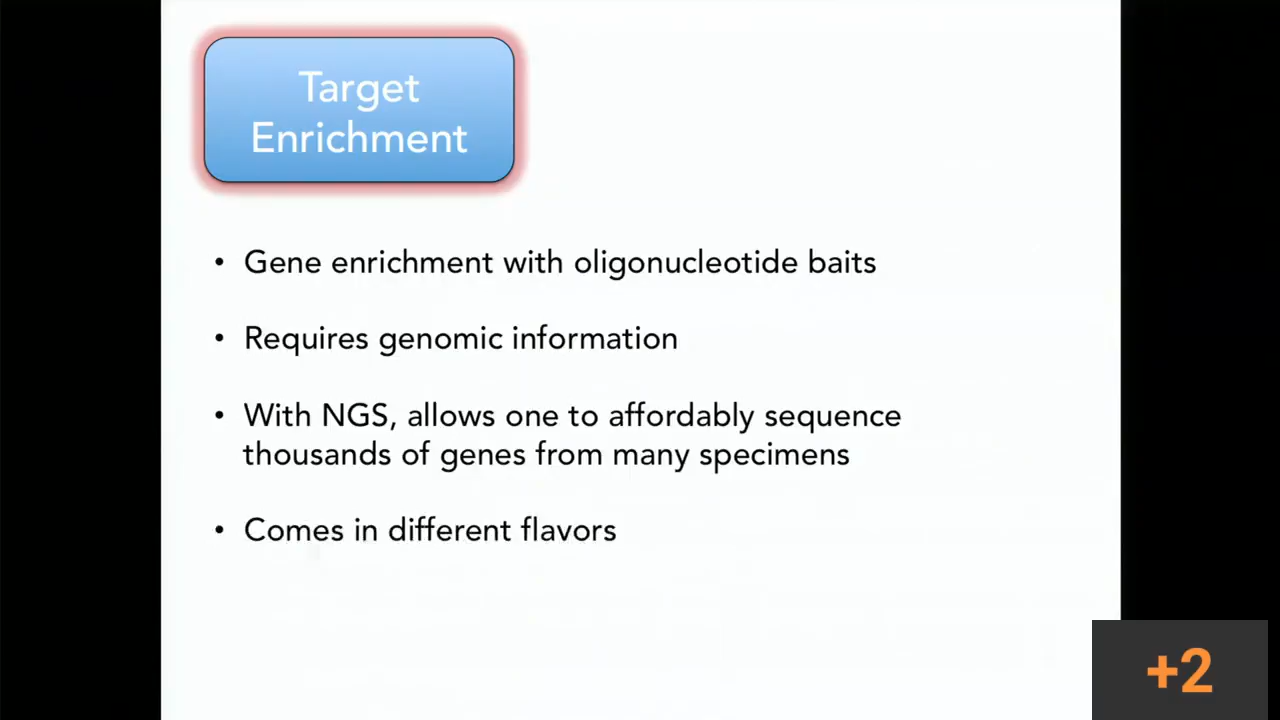 Target
Enrichment
• Gene enrichment with oligonucleotide baits
• Requires genomic information
• With NGS, allows one to affordably sequence
thousands of genes from many specimens
• Comes in different flavors
+2